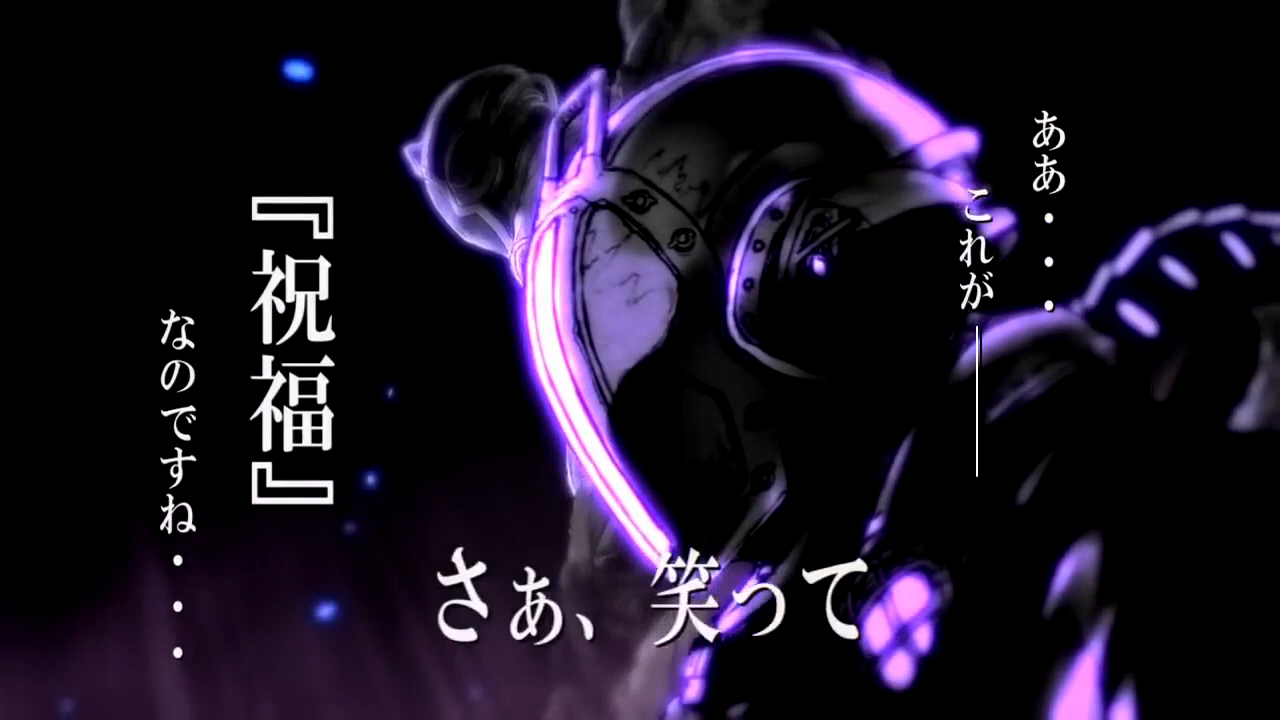 ああ・・・
これが――
『祝福』
なのですね・・・
さぁ、笑って